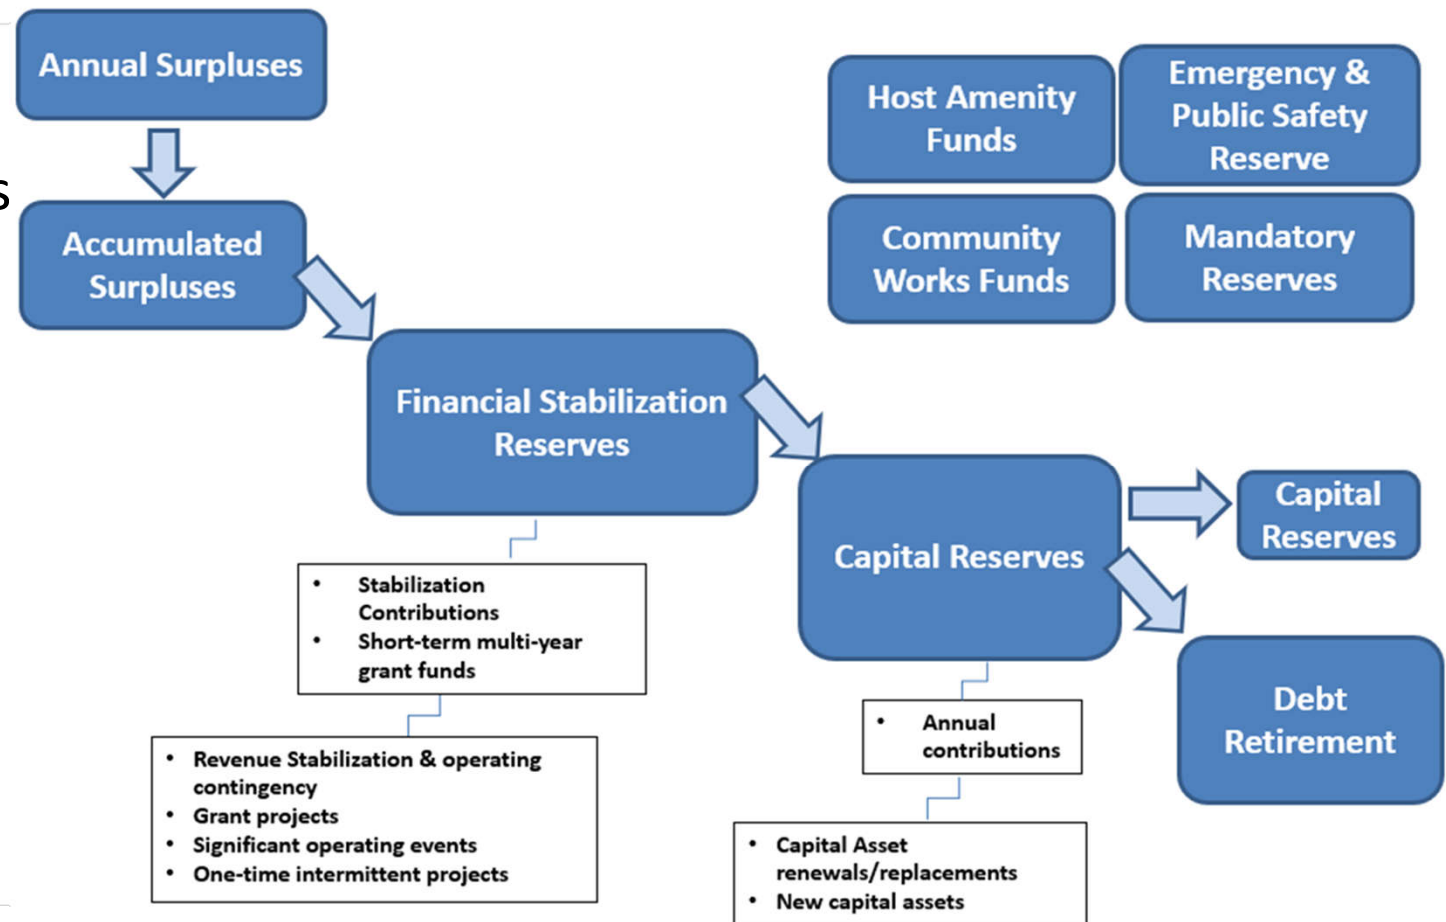 Annual Surpluses
s
Accumulated
Surpluses
Host Amenity
Funds
Emergency &
Public Safety
Reserve
Community
Works Funds
Mandatory
Reserves
Financial Stabilization
Reserves
Capital Reserves
Capital
Reserves
Debt
Retirement
• Stabilization
Contributions
• Short-term multi-year
grant funds
• Revenue Stabilization & operating
contingency
• Grant projects
• Significant operating events
• One-time intermittent projects
• Annual
contributions
• Capital Asset
renewals/replacements
• New capital assets